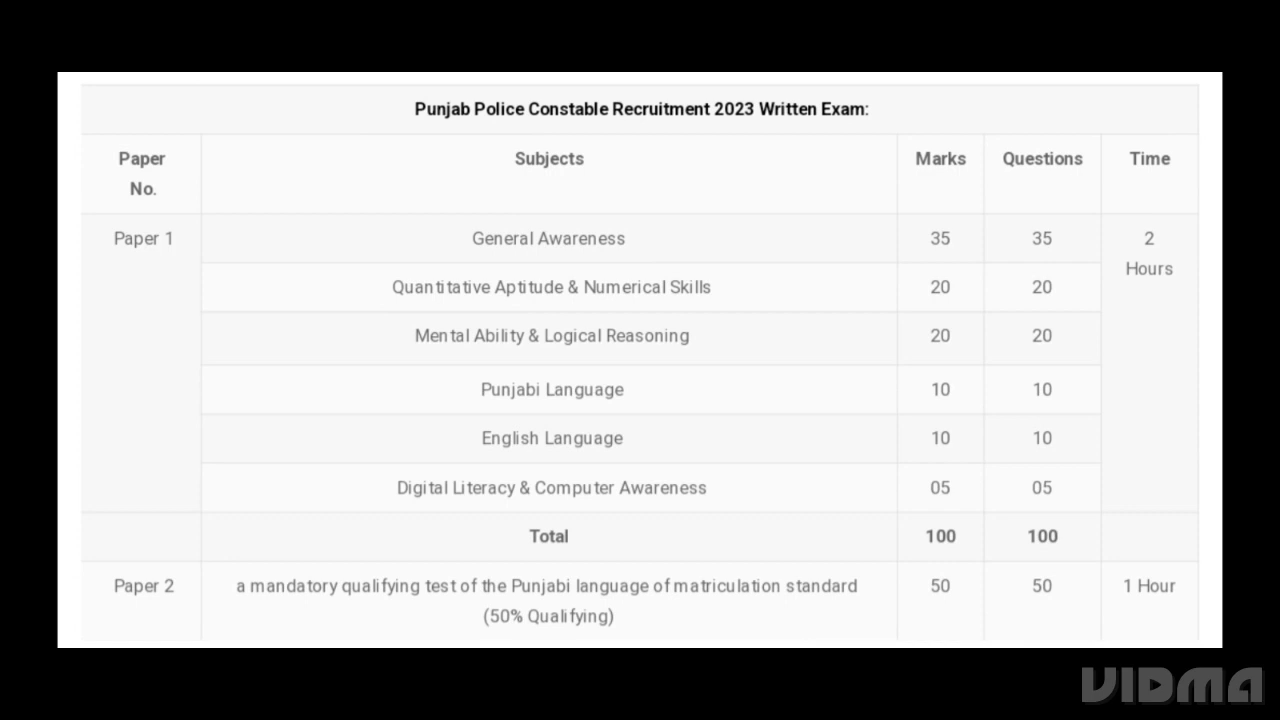 Punjab Police Constable Recruitment 2023 Written Exam:
Paper No. Subjects Marks Questions Time
Paper 1 General Awareness 35 35 2 Hours
Quantitative Aptitude & Numerical Skills 20 20
Mental Ability & Logical Reasoning 20 20
Punjabi Language 10 10
English Language 10 10
Digital Literacy & Computer Awareness 05 05
Total 100 100
Paper 2 a mandatory qualifying test of the Punjabi language of matriculation standard 50 50 1 Hour
(50% Qualifying)
VIDMA